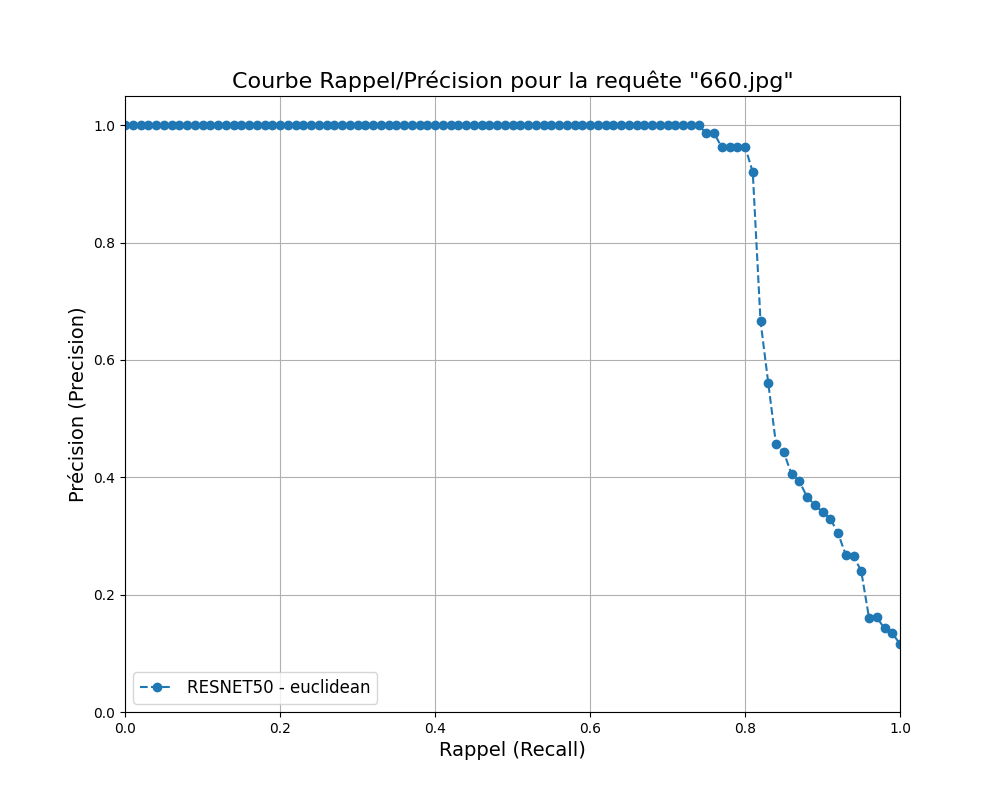 Courbe Rappel/Précision pour la requête "660.jpg"
Précision (Precision)
1.0
0.8
0.6
0.4
0.2
0.0
RESNET50 - euclidean
0.0 0.2 0.4 0.6 0.8 1.0
Rappel (Recall)